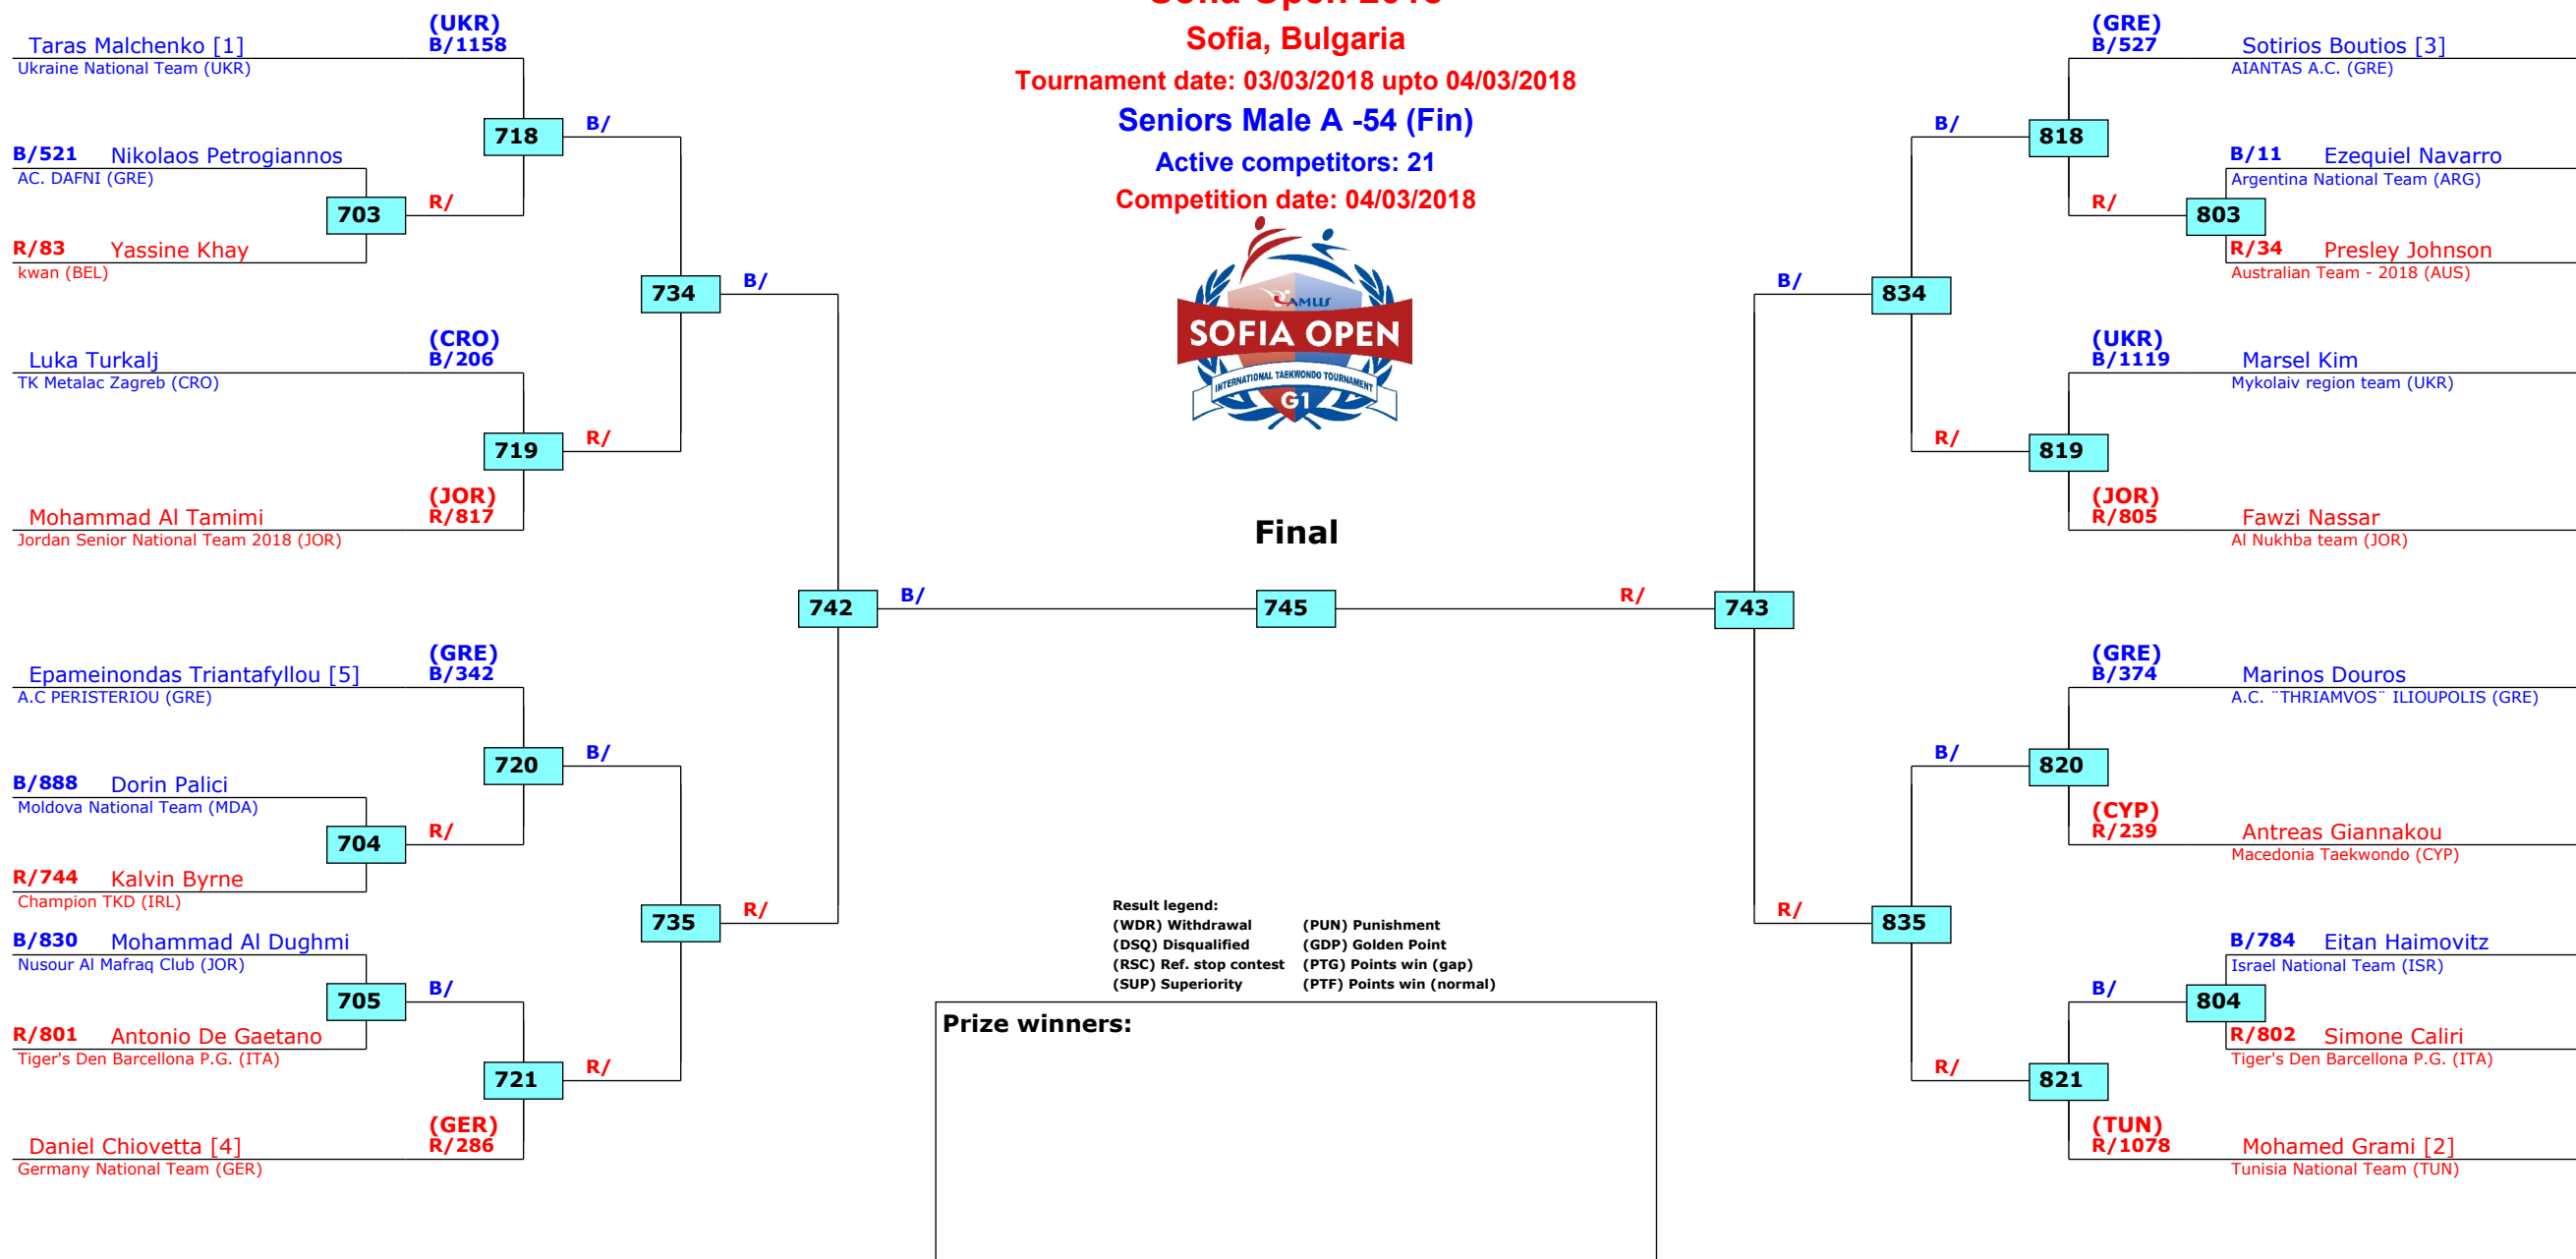 Sofia Open 2018
Sofia, Bulgaria
Tournament date: 03/03/2018 upto 04/03/2018
Seniors Male A -54 (Fin)
Active competitors: 21
Competition date: 04/03/2018
CAMUS
SOFIA OPEN
INTERNATIONAL TAEKWONDO TOURNAMENT
G1
(UKR)
Taras Malchenko [1] B/1158
Ukraine National Team (UKR)
718 B/
B/521 Nikolaos Petrogiannos
AC. DAFNI (GRE)
703 R/
R/83 Yassine Khay
kwan (BEL)
734 B/
(CRO)
Luka Turkalj B/206
TK Metalac Zagreb (CRO)
719 R/
(JOR)
Mohammad Al Tamimi R/817
Jordan Senior National Team 2018 (JOR)
742 B/
(GRE)
Epameinondas Triantafyllou [5] B/342
A.C PERISTERIOU (GRE)
720 B/
B/888 Dorin Palici
Moldova National Team (MDA)
704 R/
R/744 Kalvin Byrne
Champion TKD (IRL)
735 R/
B/830 Mohammad Al Dughmi
Nusour Al Mafraq Club (JOR)
705 B/
R/801 Antonio De Gaetano
Tiger's Den Barcellona P.G. (ITA)
721 R/
(GER)
Daniel Chiovetta [4] R/286
Germany National Team (GER)
Final
745
(GRE)
B/527 Sotirios Boutios [3]
AIANTAS A.C. (GRE)
B/ 818
B/11 Ezequiel Navarro
Argentina National Team (ARG)
R/ 803
R/34 Presley Johnson
Australian Team - 2018 (AUS)
B/ 834
(UKR)
B/1119 Marsel Kim
Mykolaiv region team (UKR)
R/ 819
(JOR)
R/805 Fawzi Nassar
Al Nukhba team (JOR)
R/ 743
(GRE)
B/374 Marinos Douros
A.C. ¨THRIAMVOS¨ ILIOUPOLIS (GRE)
B/ 820
(CYP)
R/239 Antreas Giannakou
Macedonia Taekwondo (CYP)
R/ 835
B/784 Eitan Haimovitz
Israel National Team (ISR)
B/ 804
R/802 Simone Caliri
Tiger's Den Barcellona P.G. (ITA)
R/ 821
(TUN)
R/1078 Mohamed Grami [2]
Tunisia National Team (TUN)
Result legend:
(WDR) Withdrawal (PUN) Punishment
(DSQ) Disqualified (GDP) Golden Point
(RSC) Ref. stop contest (PTG) Points win (gap)
(SUP) Superiority (PTF) Points win (normal)
Prize winners: